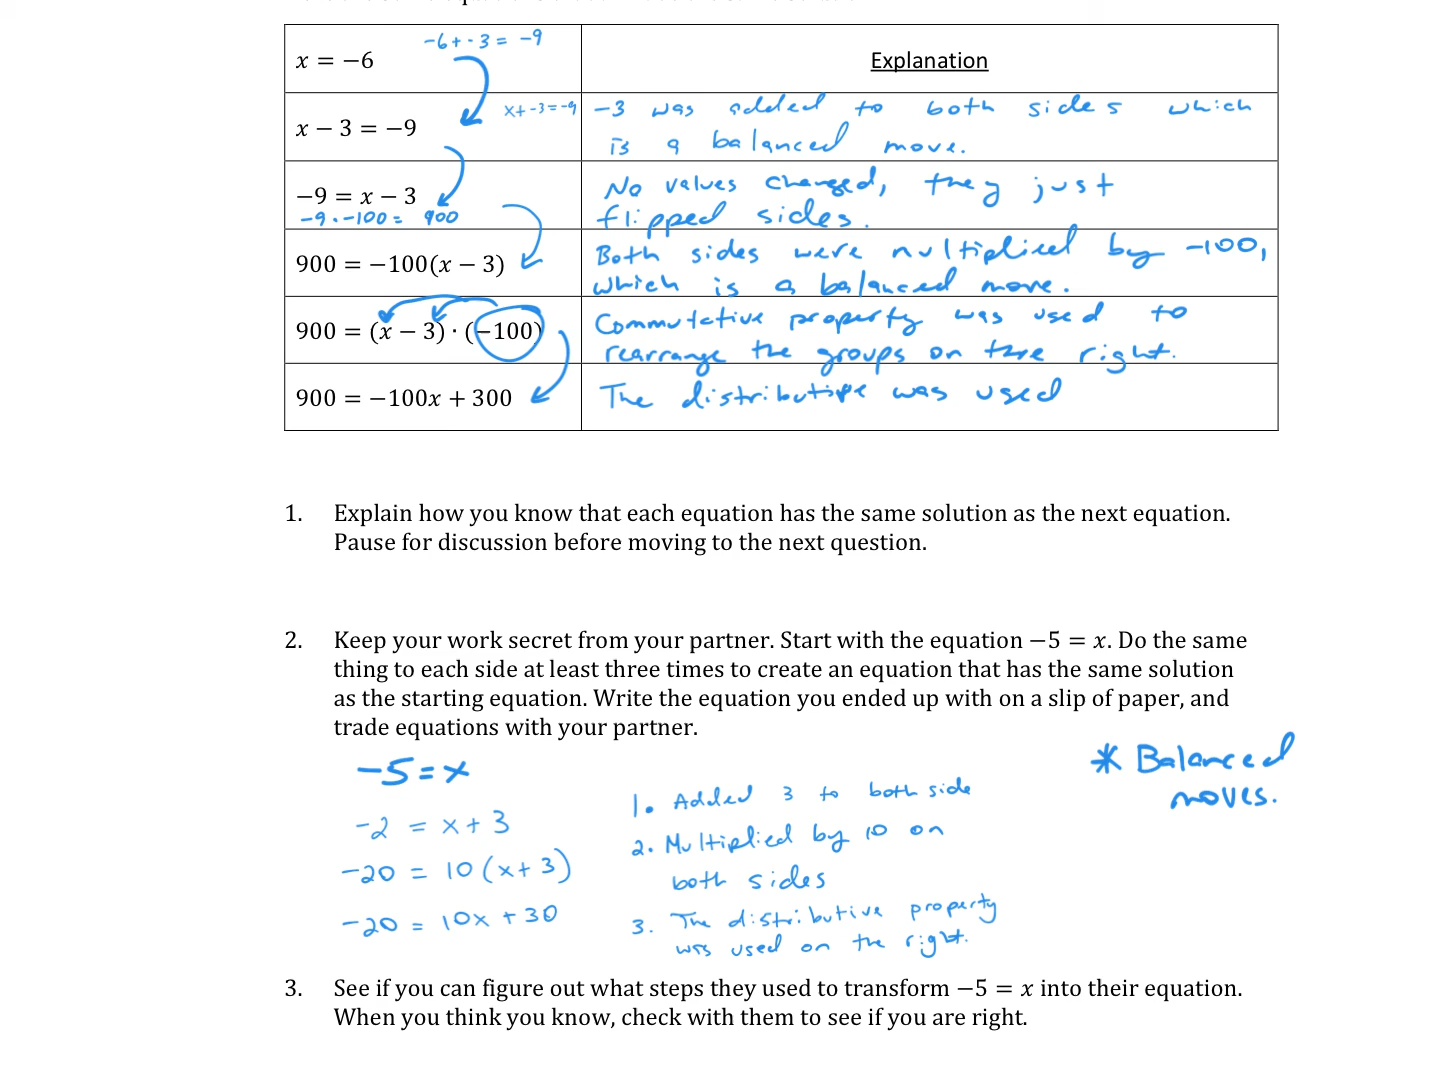 x = −6
-6 + -3 = -9
Explanation
x − 3 = −9
x + -3 = -9
-3 was added to both sides which
is a balanced move.
−9 = x − 3
-9 · -100 = 900
No values changed, they just
flipped sides.
900 = −100(x − 3)
Both sides were multiplied by -100,
which is a balanced move.
900 = (x − 3) · (−100)
Commutative property was used to
rearrange the groups on the right.
900 = −100x + 300
The distributive was used
1. Explain how you know that each equation has the same solution as the next equation.
Pause for discussion before moving to the next question.
2. Keep your work secret from your partner. Start with the equation −5 = x. Do the same
thing to each side at least three times to create an equation that has the same solution
as the starting equation. Write the equation you ended up with on a slip of paper, and
trade equations with your partner.
-5 = x
-2 = x + 3
-20 = 10(x + 3)
-20 = 10x + 30
1. Added 3 to both side
2. Multiplied by 10 on
both sides
3. The distributive property
was used on the right.
* Balanced
moves.
3. See if you can figure out what steps they used to transform −5 = x into their equation.
When you think you know, check with them to see if you are right.